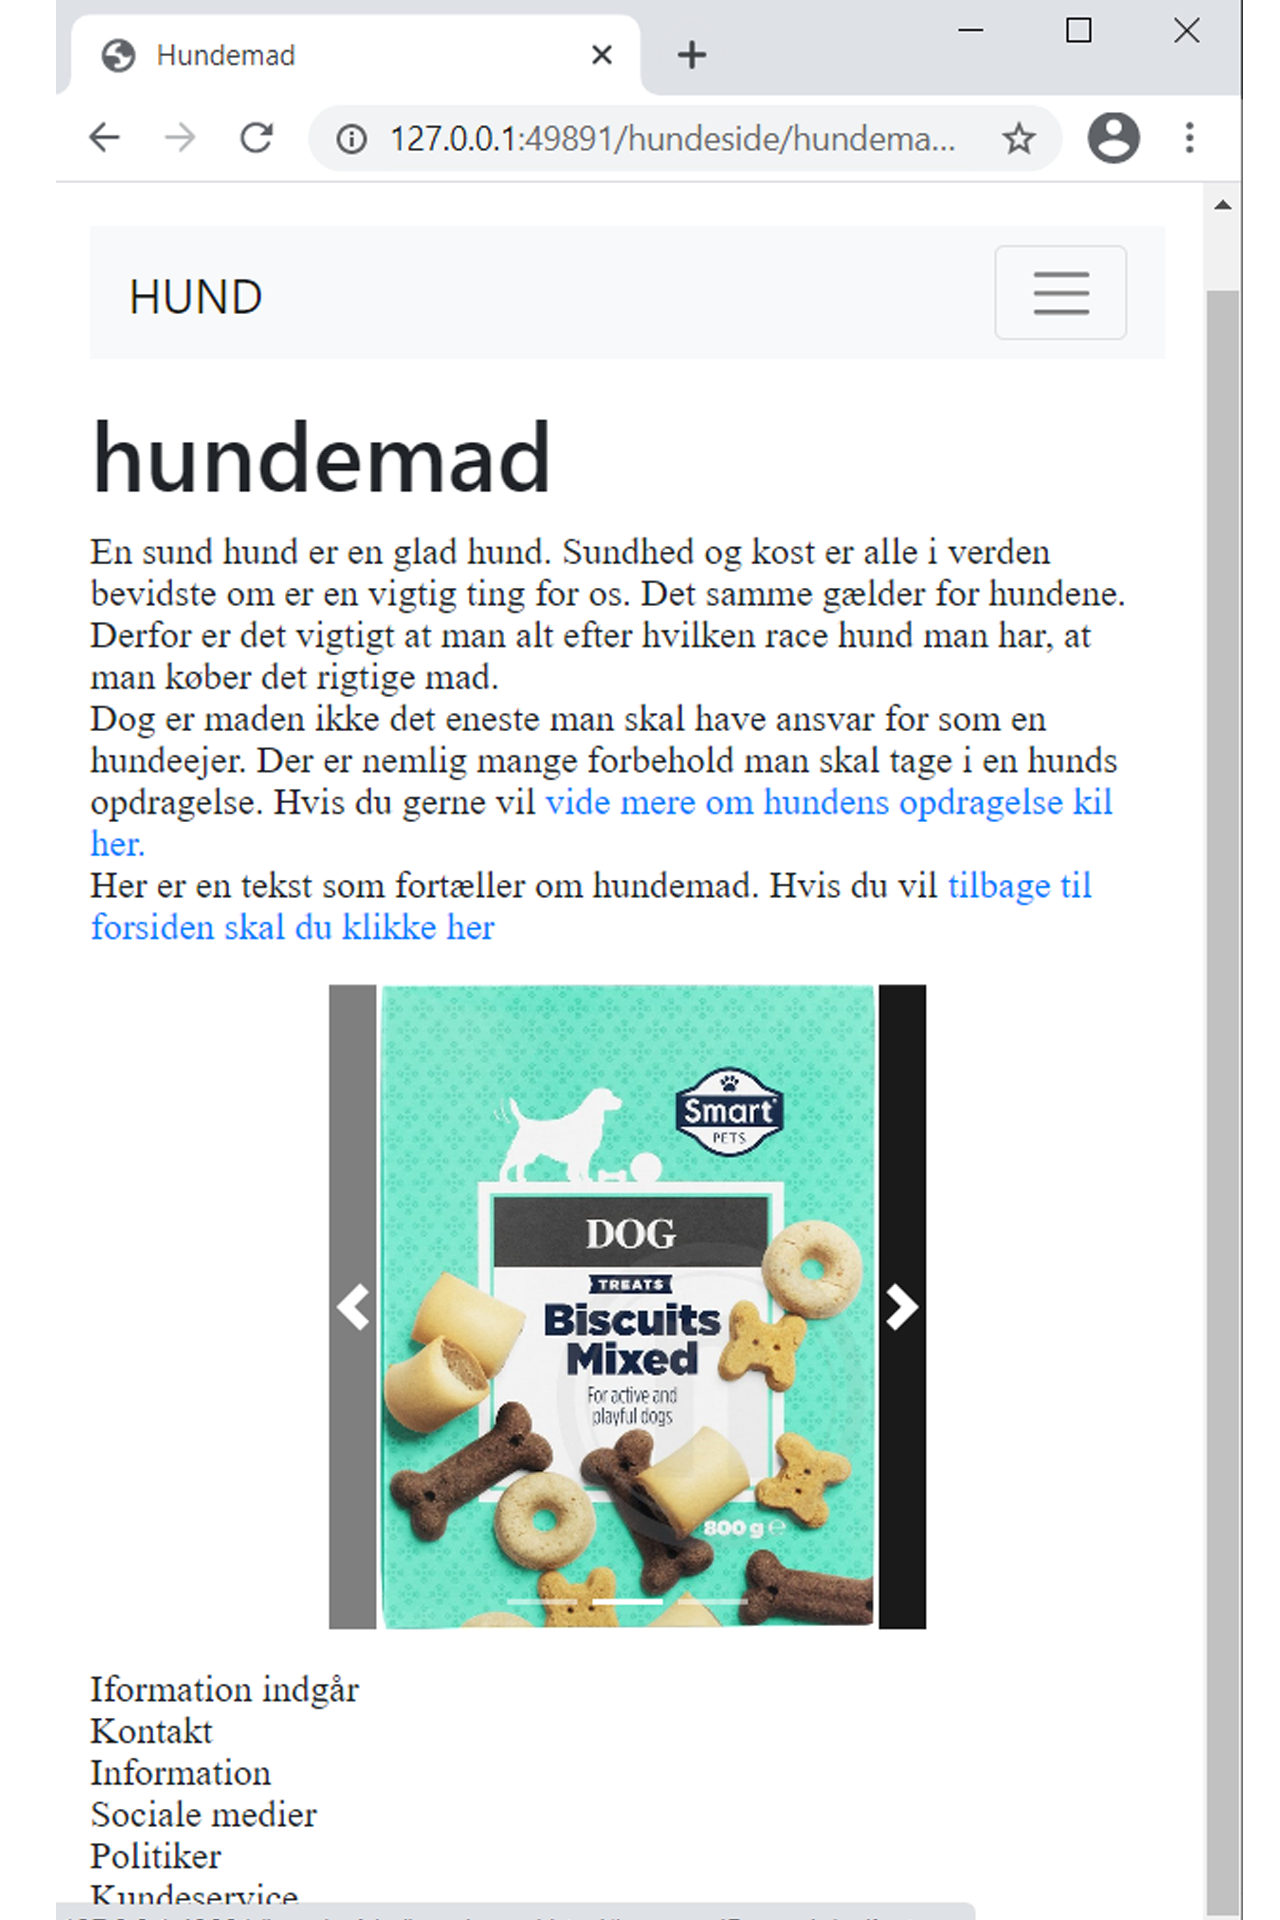 Hundemad
127.0.0.1:49891/hundeside/hundema...
HUND
hundemad
En sund hund er en glad hund. Sundhed og kost er alle i verden
bevidste om er en vigtig ting for os. Det samme gælder for hundene.
Derfor er det vigtigt at man alt efter hvilken race hund man har, at
man køber det rigtige mad.
Dog er maden ikke det eneste man skal have ansvar for som en
hundeejer. Der er nemlig mange forbehold man skal tage i en hunds
opdragelse. Hvis du gerne vil vide mere om hundens opdragelse kil
her.
Her er en tekst som fortæller om hundemad. Hvis du vil tilbage til
forsiden skal du klikke her
Smart
PETS
DOG
TREATS
Biscuits
Mixed
For active and
playful dogs
800 g ℮
Iformation indgår
Kontakt
Information
Sociale medier
Politiker
Kundeservice